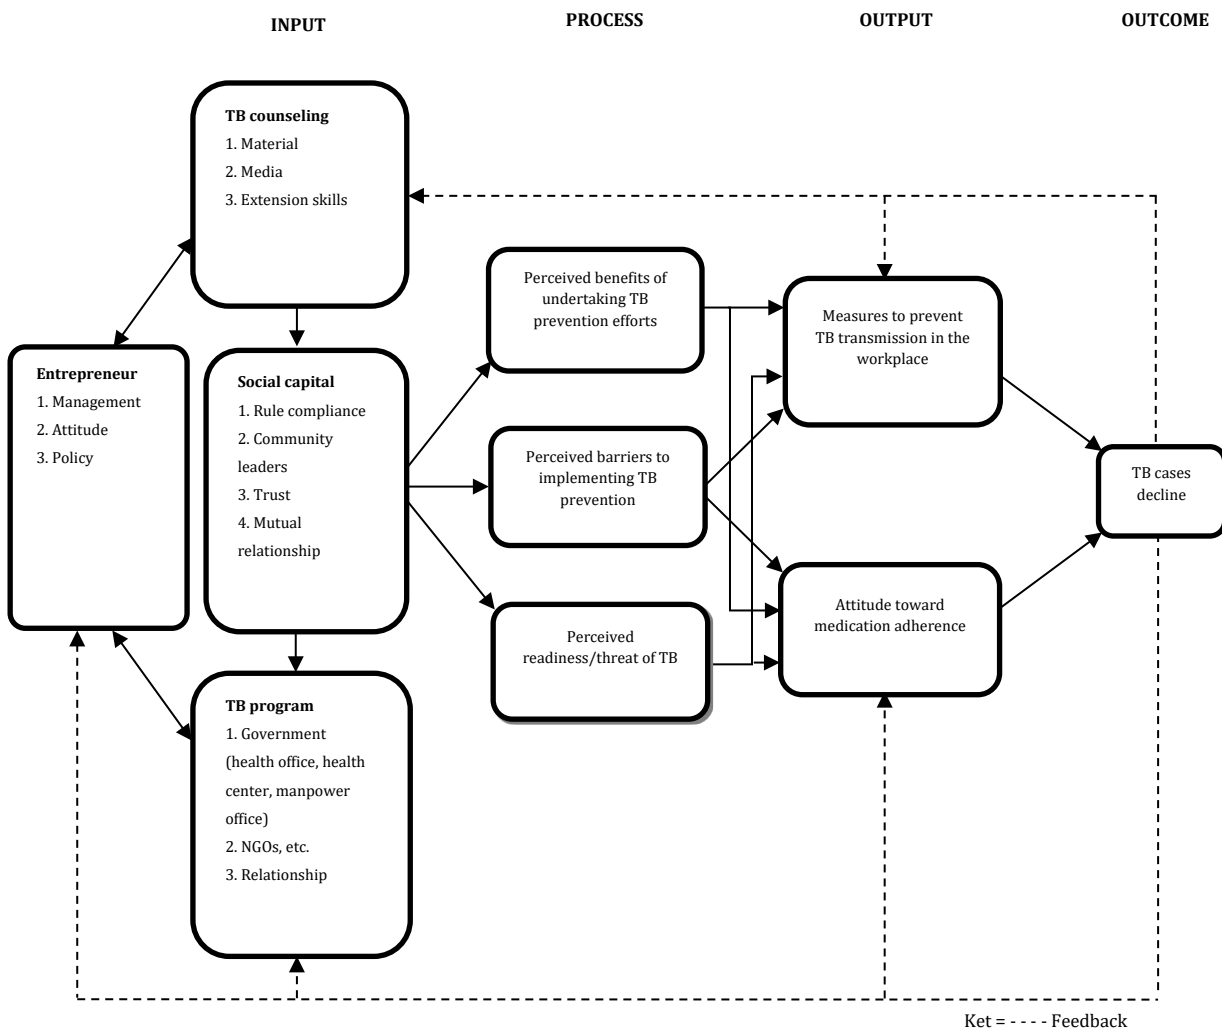 INPUT
PROCESS
OUTPUT
OUTCOME
TB counseling
1. Material
2. Media
3. Extension skills
Entrepreneur
1. Management
2. Attitude
3. Policy
Social capital
1. Rule compliance
2. Community
leaders
3. Trust
4. Mutual
relationship
TB program
1. Government
(health office, health
center, manpower
office)
2. NGOs, etc.
3. Relationship
Perceived benefits of
undertaking TB
prevention efforts
Perceived barriers to
implementing TB
prevention
Perceived
readiness/threat of TB
Measures to prevent
TB transmission in the
workplace
Attitude toward
medication adherence
TB cases
decline
Ket = - - - - Feedback